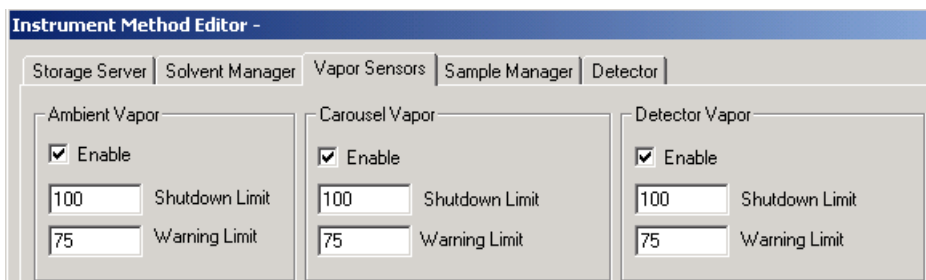 Instrument Method Editor -
Storage Server Solvent Manager Vapor Sensors Sample Manager Detector
Ambient Vapor Carousel Vapor Detector Vapor
Enable Enable Enable
100 Shutdown Limit 100 Shutdown Limit 100 Shutdown Limit
75 Warning Limit 75 Warning Limit 75 Warning Limit